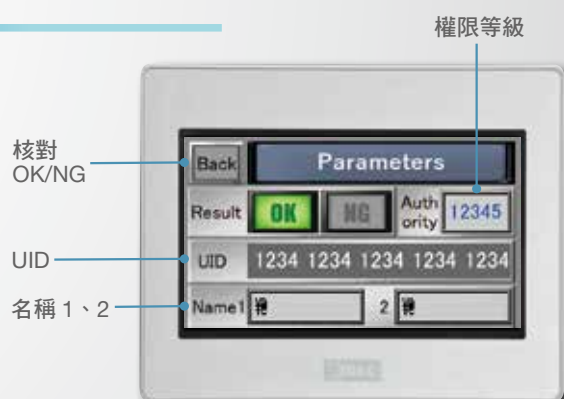 權限等級
核對
OK/NG
Back Parameters
Result OK NG Auth
ority 12345
UID
UID 1234 1234 1234 1234 1234
名稱 1、2
Name1 2